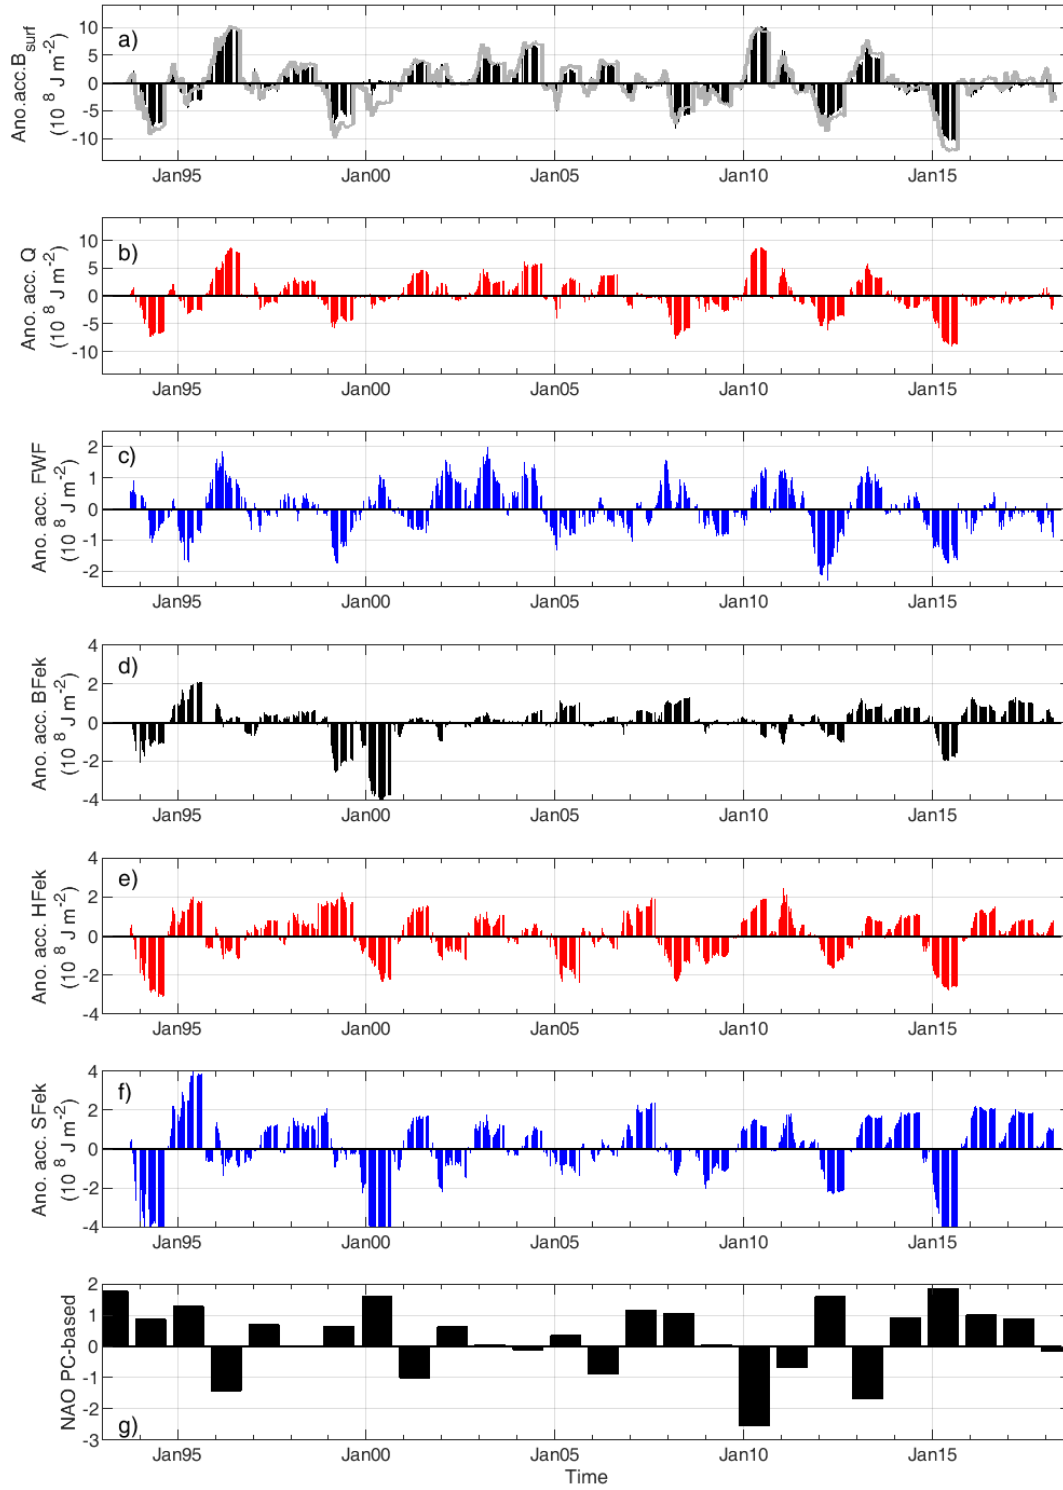 a)
Ano.acc.B_surf
(10 ^8 J m^-2)
10
5
0
-5
-10
Jan95 Jan00 Jan05 Jan10 Jan15
b)
Ano. acc. Q
(10 ^8 J m^-2)
10
5
0
-5
-10
Jan95 Jan00 Jan05 Jan10 Jan15
c)
Ano. acc. FWF
(10 ^8 J m^-2)
2
1
0
-1
-2
Jan95 Jan00 Jan05 Jan10 Jan15
d)
Ano. acc. BFek
(10 ^8 J m^-2)
4
2
0
-2
-4
Jan95 Jan00 Jan05 Jan10 Jan15
e)
Ano. acc. HFek
(10 ^8 J m^-2)
4
2
0
-2
-4
Jan95 Jan00 Jan05 Jan10 Jan15
f)
Ano. acc. SFek
(10 ^8 J m^-2)
4
2
0
-2
-4
Jan95 Jan00 Jan05 Jan10 Jan15
NAO PC-based
2
1
0
-1
-2
-3
g)
Jan95 Jan00 Jan05 Jan10 Jan15
Time